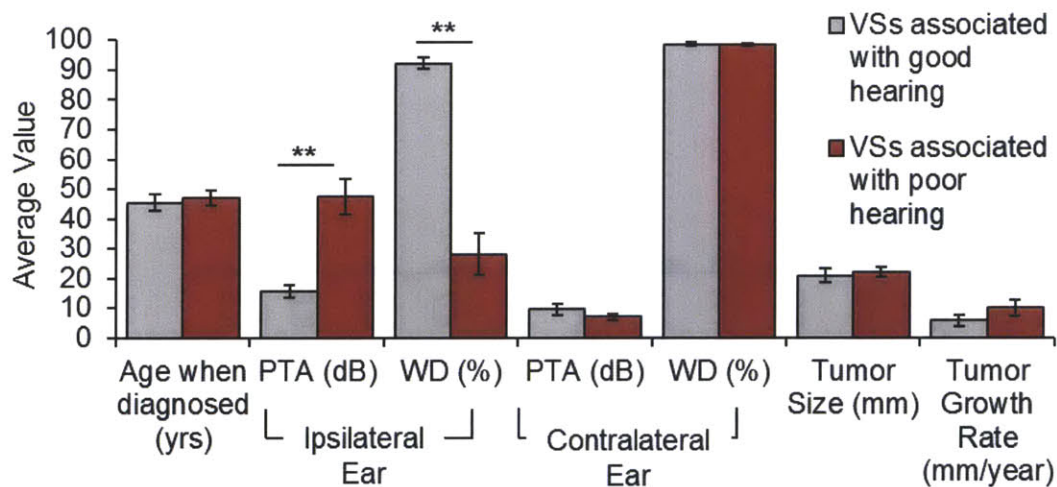 Average Value
100
90
80
70
60
50
40
30
20
10
0
**
**
VSs associated
with good
hearing
VSs associated
with poor
hearing
Age when
diagnosed
(yrs)
PTA (dB)
WD (%)
Ipsilateral
Ear
PTA (dB)
WD (%)
Contralateral
Ear
Tumor
Size (mm)
Tumor
Growth
Rate
(mm/year)